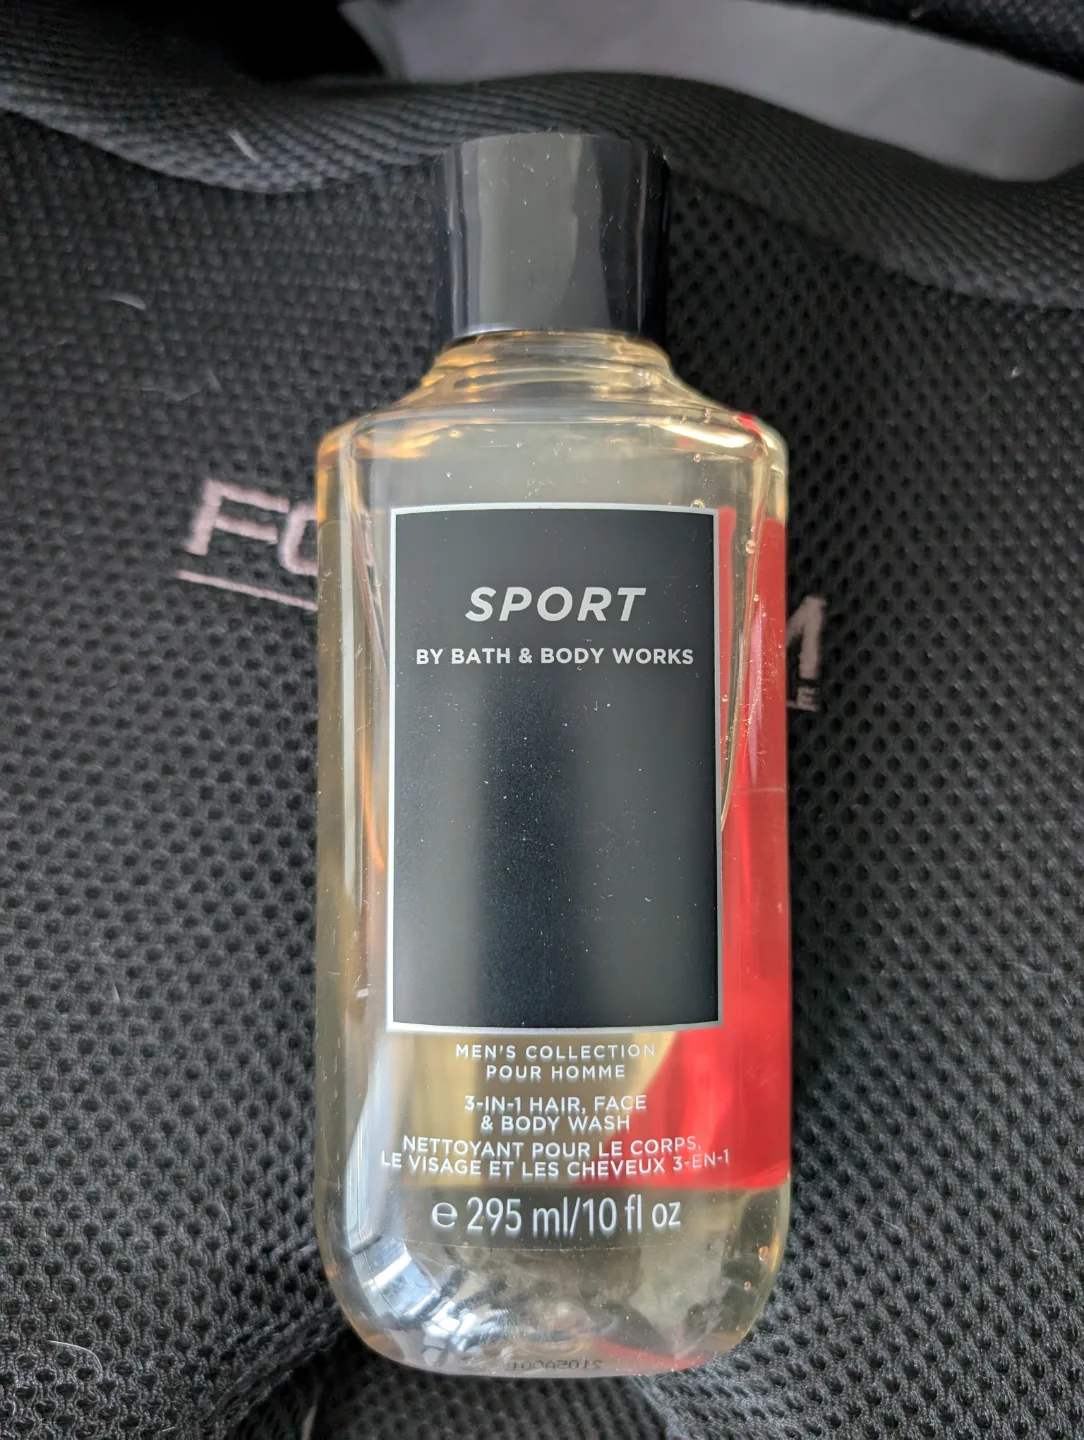 SPORT
BY BATH & BODY WORKS
MEN'S COLLECTION
POUR HOMME
3-IN-1 HAIR, FACE
& BODY WASH
NETTOYANT POUR LE CORPS,
LE VISAGE ET LES CHEVEUX 3-EN-1
℮ 295 ml/10 fl oz